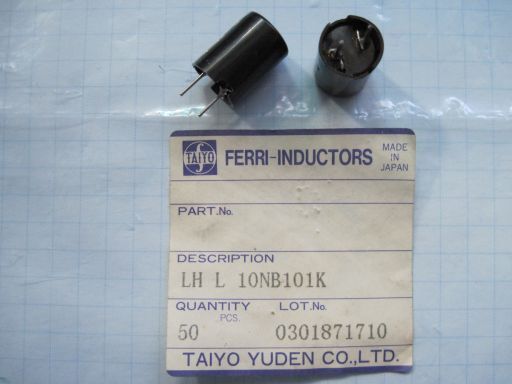 TAIYO FERRI-INDUCTORS MADE IN JAPAN
PART.No.
DESCRIPTION
LH L 10NB101K
QUANTITY LOT.No.
PCS.
50 0301871710
TAIYO YUDEN CO.,LTD.